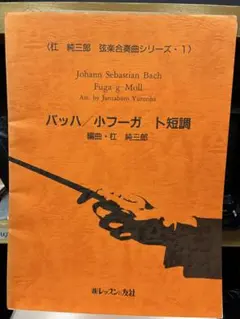 〈杠 純三郎 弦楽合奏曲シリーズ・1〉
Johann Sebastian Bach
Fuga g Moll
Arr. by Junzaburo Yuzuriha
バッハ／小フーガ ト短調
編曲・杠 純三郎
㈱レッスンの友社